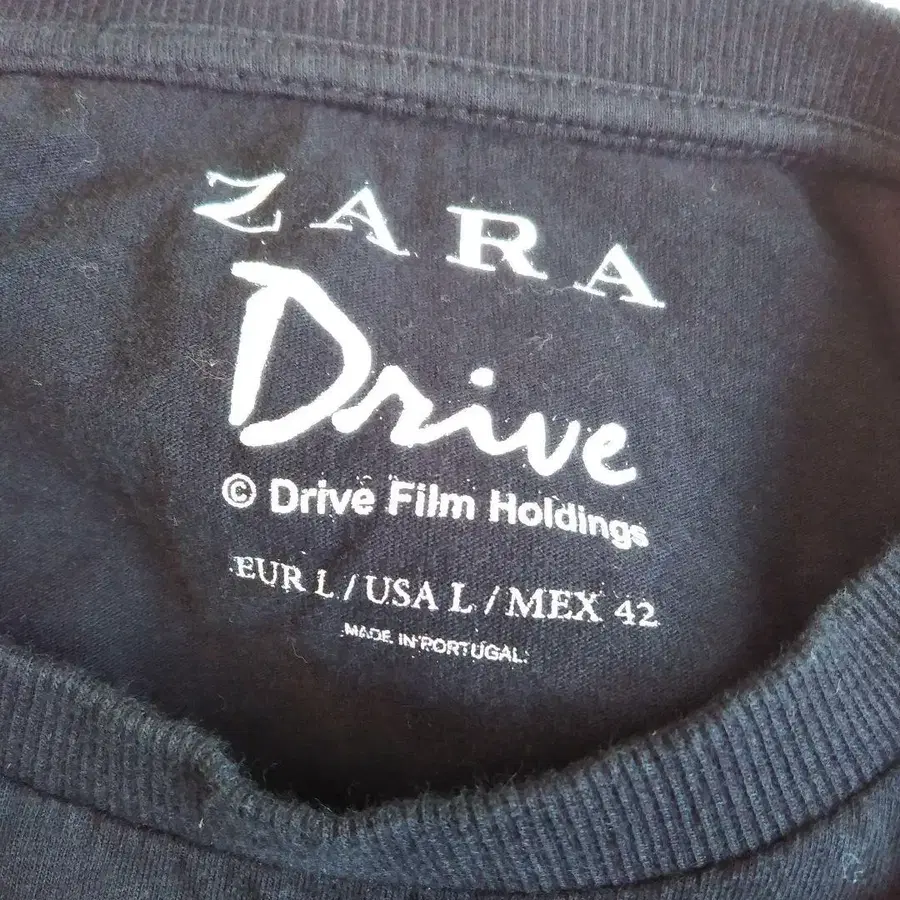 ZARA
Drive
© Drive Film Holdings
EUR L / USA L / MEX 42
MADE IN PORTUGAL.